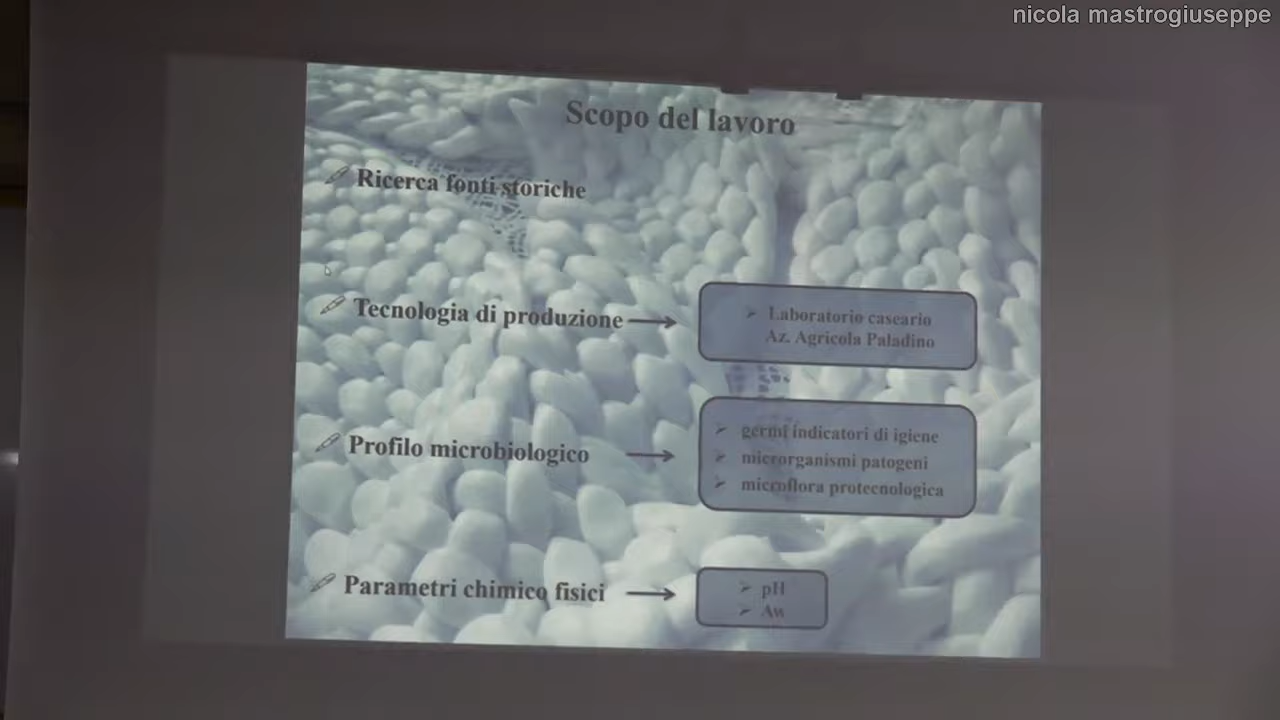 nicola mastrogiuseppe
Scopo del lavoro
Ricerca fonti storiche
Tecnologia di produzione
Laboratorio caseario
Az. Agricola Paladino
Profilo microbiologico
germi indicatori di igiene
microrganismi patogeni
microflora protecnologica
Parametri chimico fisici
pH
Aw